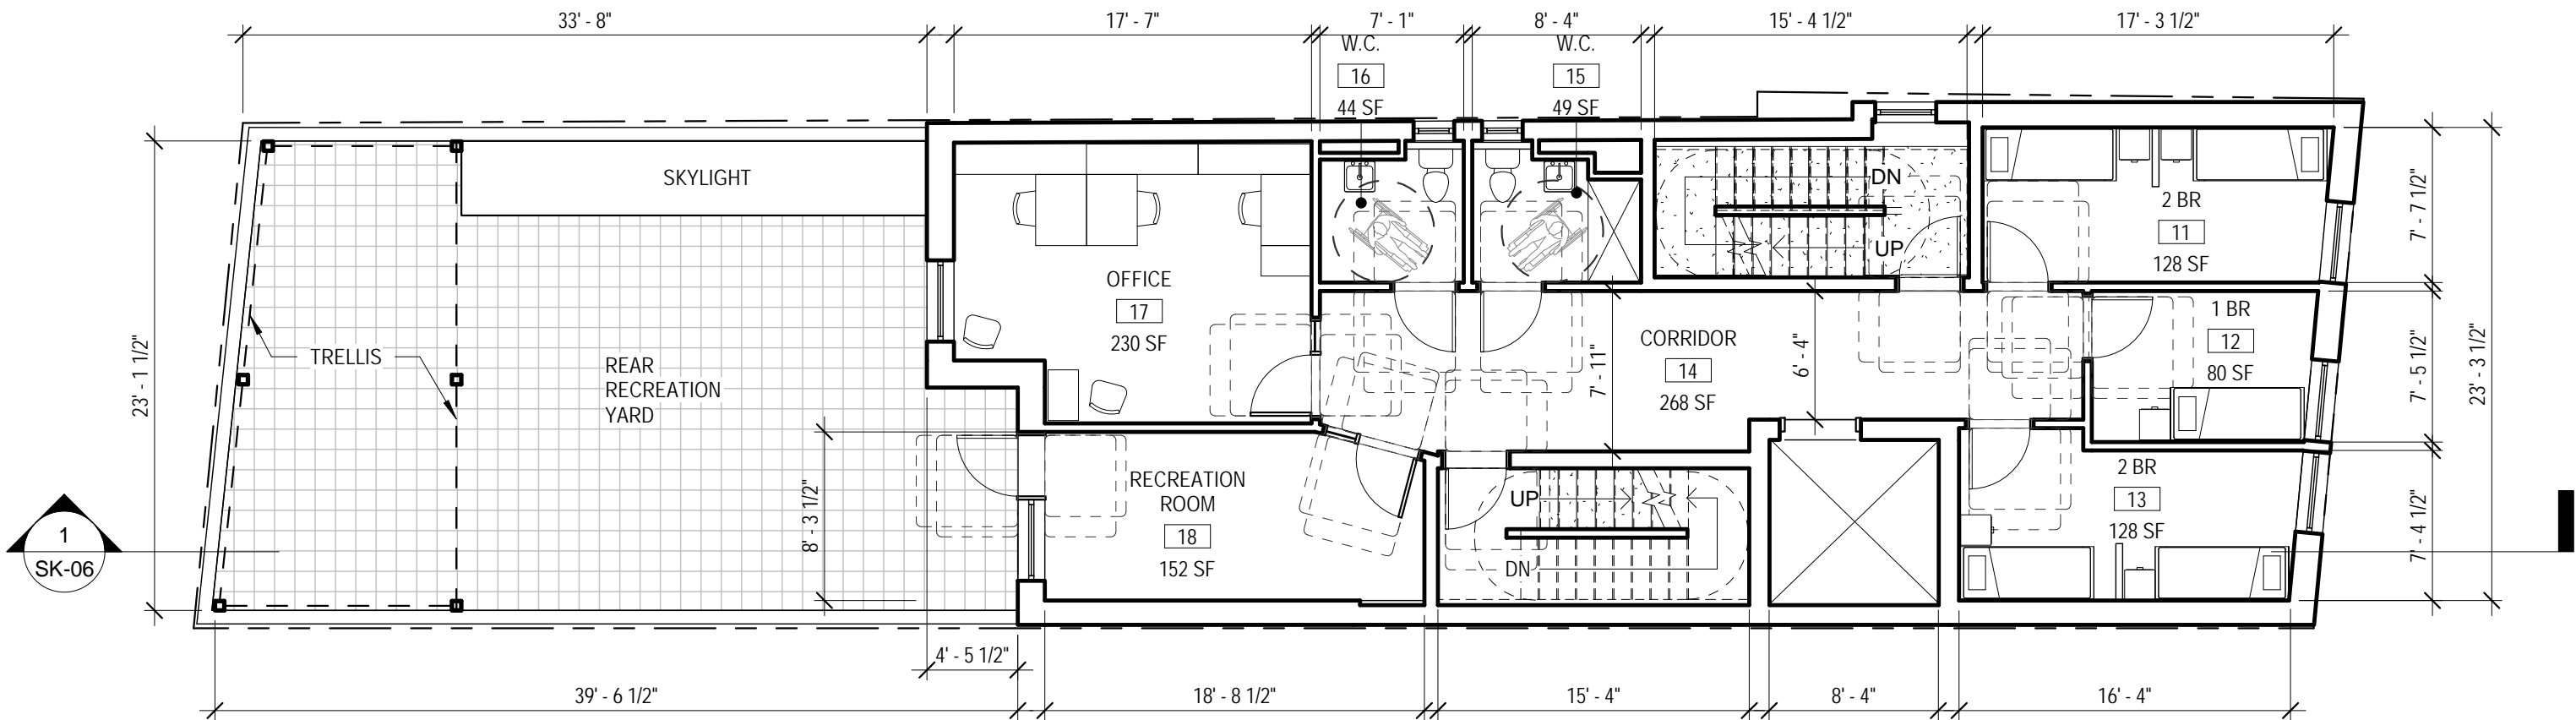 33' - 8"
17' - 7"
7' - 1"
8' - 4"
15' - 4 1/2"
17' - 3 1/2"
W.C.
16
44 SF
W.C.
15
49 SF
SKYLIGHT
DN
UP
2 BR
11
128 SF
7' - 7 1/2"
OFFICE
17
230 SF
1 BR
12
80 SF
7' - 5 1/2"
23' - 3 1/2"
23' - 1 1/2"
TRELLIS
REAR
RECREATION
YARD
7' - 11"
CORRIDOR
14
268 SF
6' - 4"
8' - 3 1/2"
RECREATION
ROOM
18
152 SF
UP
DN
2 BR
13
128 SF
7' - 4 1/2"
1
SK-06
4' - 5 1/2"
39' - 6 1/2"
18' - 8 1/2"
15' - 4"
8' - 4"
16' - 4"